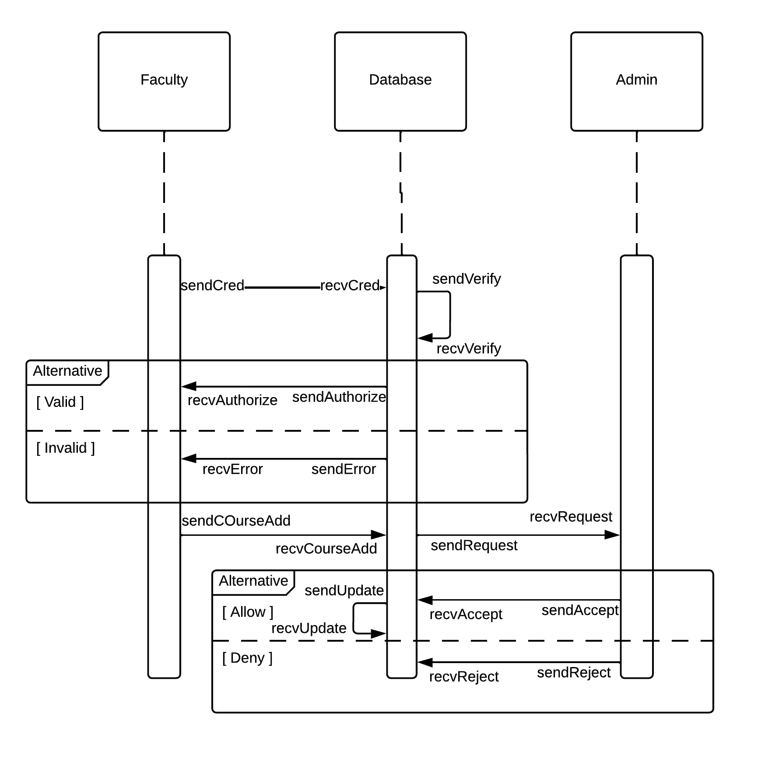 Faculty
Database
Admin
sendCred
recvCred
sendVerify
recvVerify
Alternative
[ Valid ]
recvAuthorize
sendAuthorize
[ Invalid ]
recvError
sendError
sendCOurseAdd
recvCourseAdd
recvRequest
sendRequest
Alternative
sendUpdate
[ Allow ]
recvUpdate
recvAccept
sendAccept
[ Deny ]
recvReject
sendReject